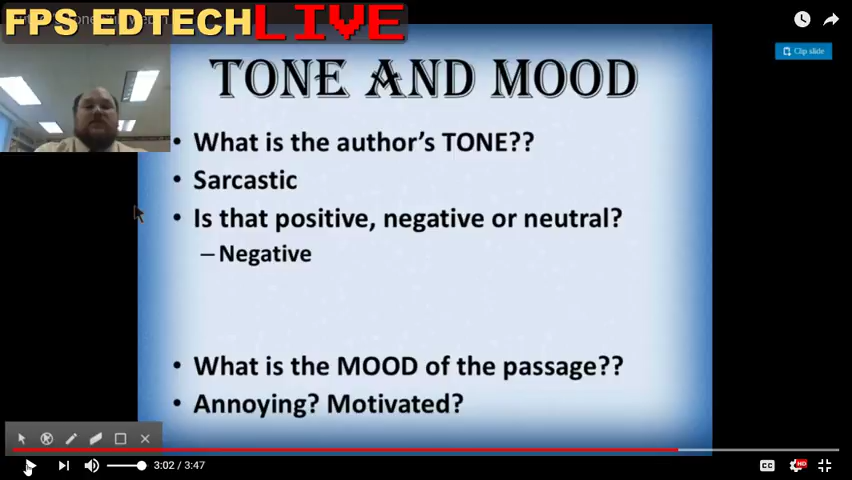 FPS EDTECH LIVE
Clip slide
TONE AND MOOD
• What is the author's TONE??
• Sarcastic
• Is that positive, negative or neutral?
– Negative
• What is the MOOD of the passage??
• Annoying? Motivated?
3:02 / 3:47
CC
HD